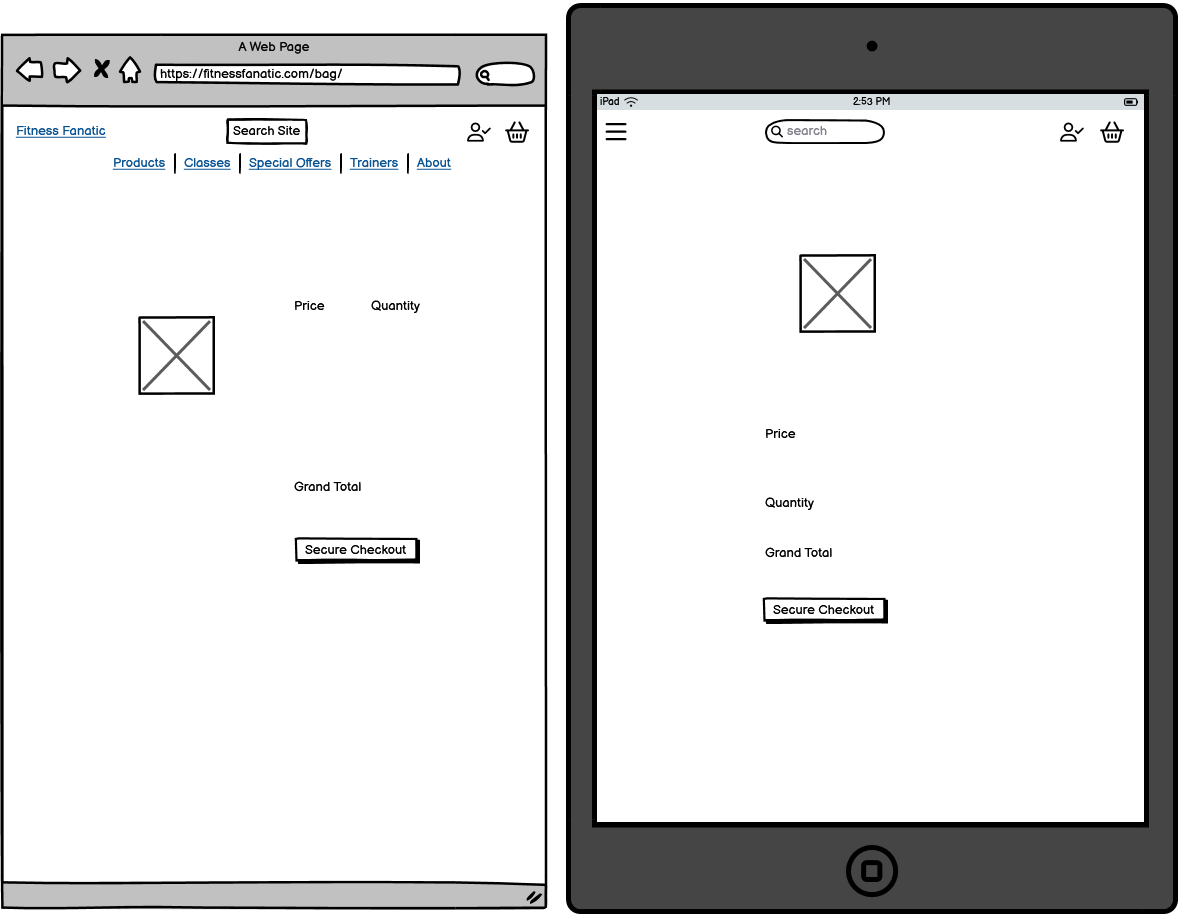 A Web Page
https://fitnessfanatic.com/bag/
Fitness Fanatic
Search Site
Products
Classes
Special Offers
Trainers
About
Price
Quantity
Grand Total
Secure Checkout
iPad
2:53 PM
search
Price
Quantity
Grand Total
Secure Checkout